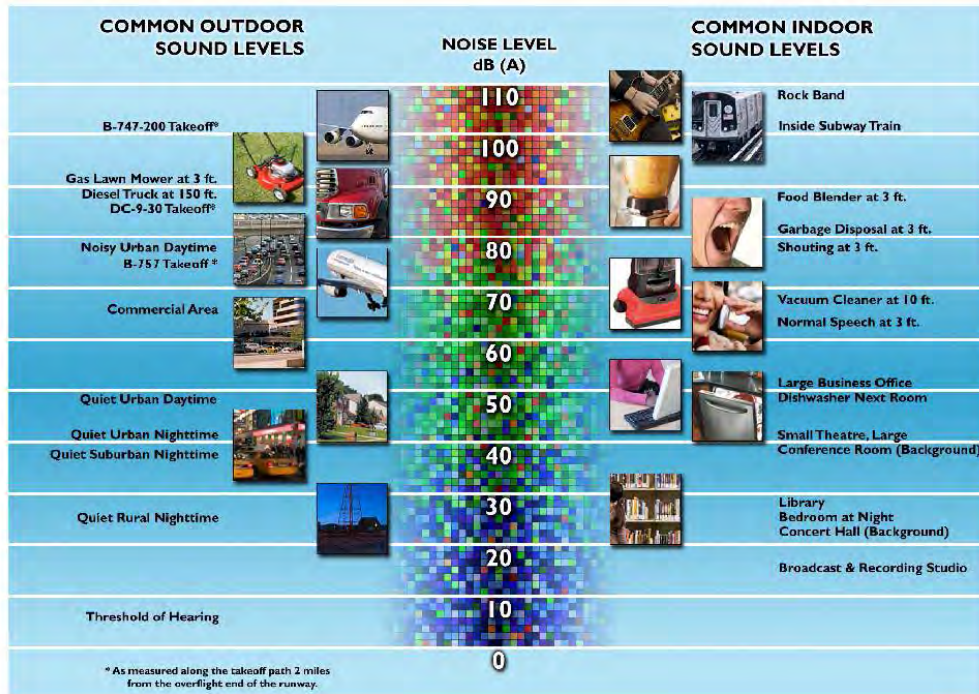 COMMON OUTDOOR
SOUND LEVELS
NOISE LEVEL
dB (A)
COMMON INDOOR
SOUND LEVELS
110
Rock Band
B-747-200 Takeoff*
Inside Subway Train
100
Gas Lawn Mower at 3 ft.
Diesel Truck at 150 ft.
DC-9-30 Takeoff*
90
Food Blender at 3 ft.
Garbage Disposal at 3 ft.
Noisy Urban Daytime
B-757 Takeoff *
80
Shouting at 3 ft.
Commercial Area
70
Vacuum Cleaner at 10 ft.
Normal Speech at 3 ft.
60
Large Business Office
Quiet Urban Daytime
50
Dishwasher Next Room
Quiet Urban Nighttime
Small Theatre, Large
Conference Room (Background)
Quiet Suburban Nighttime
40
Quiet Rural Nighttime
30
Library
Bedroom at Night
Concert Hall (Background)
20
Broadcast & Recording Studio
10
Threshold of Hearing
0
* As measured along the takeoff path 2 miles
from the overflight end of the runway.